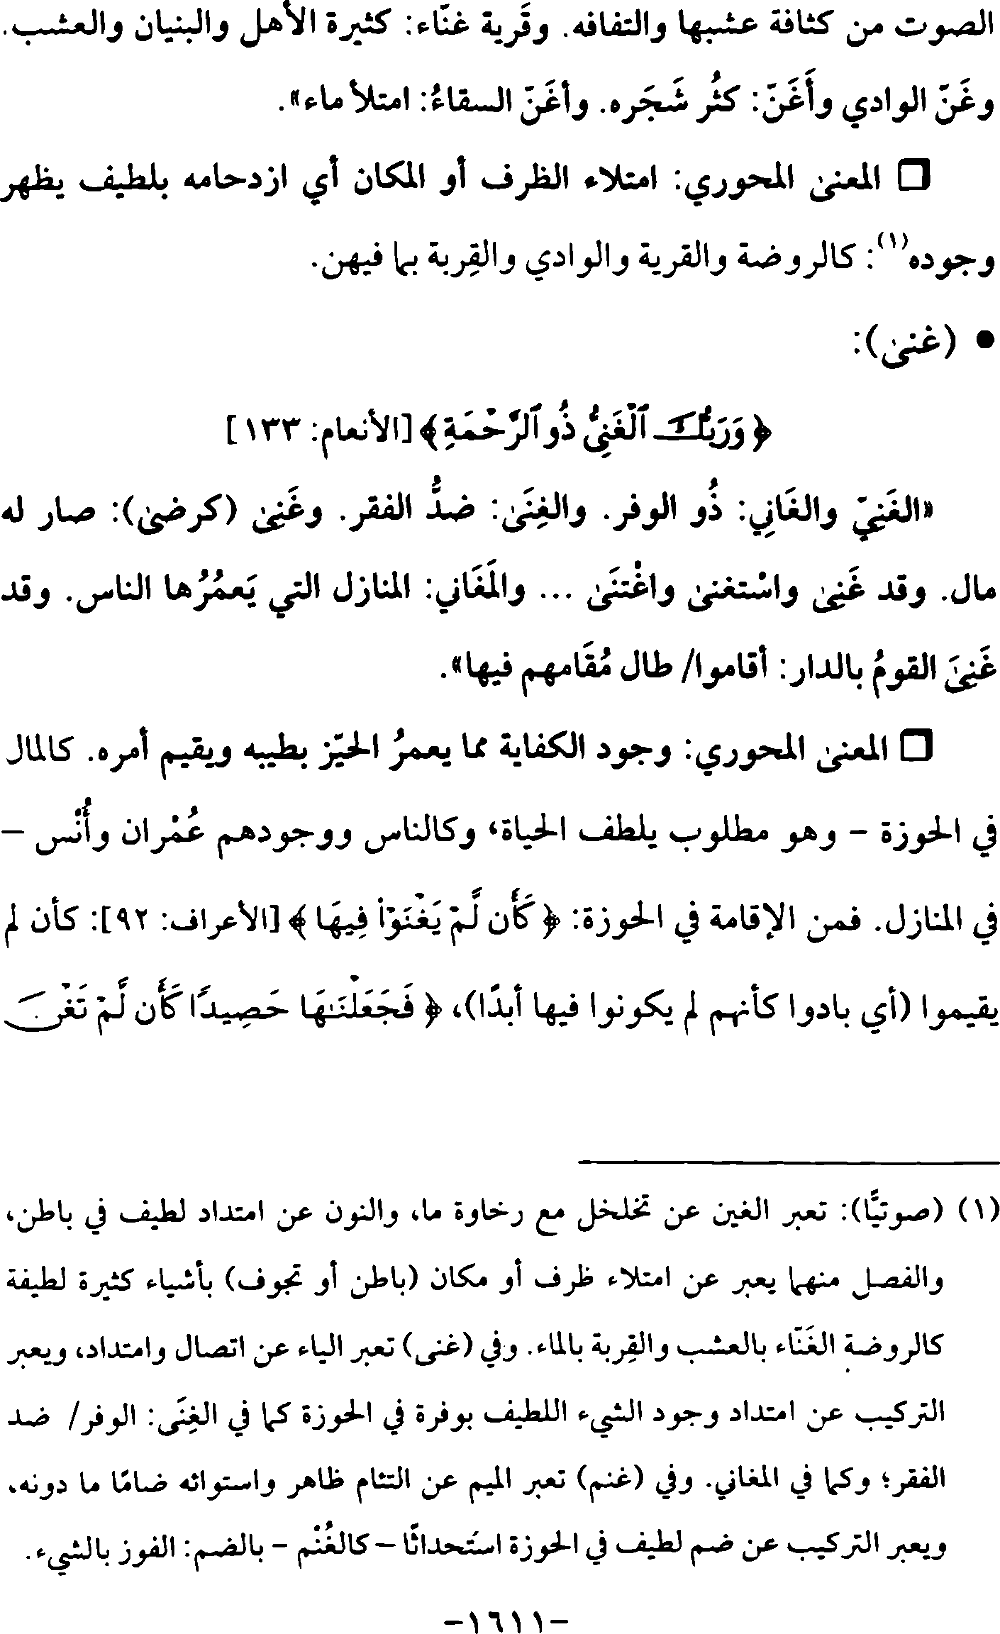 الصوت من كثافة عشبها والتفافه. وقَرية غنّاء: كثيرة الأهل والبنيان والعشب.
وغَنّ الوادي وأَغَنّ: كثُر شَجَره. وأغَنّ السقاءُ: امتلأ ماء».
□ المعنى المحوري: امتلاء الظرف أو المكان أي ازدحامه بلطيف يظهر
وجوده(١): كالروضة والقرية والوادي والقِربة بما فيهن.
• (غنى):
﴿وَرَبُّكَ ٱلْغَنِىُّ ذُو ٱلرَّحْمَةِ﴾ [الأنعام: ١٣٣]
«الغَنِيّ والغَانِي: ذُو الوفر. والغِنَى: ضدُّ الفقر. وغَنِىَ (كرضى): صار له
مال. وقد غَنِىَ واسْتغنى واغْتنَى ... والمَغَاني: المنازل التي يَعمُرُها الناس. وقد
غَنِىَ القومُ بالدار: أقاموا/ طال مُقَامهم فيها».
□ المعنى المحوري: وجود الكفاية مما يعمرُ الحيّز بطيبه ويقيم أمره. كالمال
في الحوزة – وهو مطلوب يلطف الحياة، وكالناس ووجودهم عُمْران وأُنْس –
في المنازل. فمن الإقامة في الحوزة: ﴿كَأَن لَّمْ يَغْنَوْا۟ فِيهَا﴾ [الأعراف: ٩٢]: كأن لم
يقيموا (أي بادوا كأنهم لم يكونوا فيها أبدًا)، ﴿فَجَعَلْنَـٰهَا حَصِيدًا كَأَن لَّمْ تَغْنَ
(١) (صوتيًّا): تعبر الغين عن تخلخل مع رخاوة ما، والنون عن امتداد لطيف في باطن،
والفصل منهما يعبر عن امتلاء ظرف أو مكان (باطن أو تجوف) بأشياء كثيرة لطيفة
كالروضة الغَنّاء بالعشب والقِربة بالماء. وفي (غنى) تعبر الياء عن اتصال وامتداد، ويعبر
التركيب عن امتداد وجود الشيء اللطيف بوفرة في الحوزة كما في الغِنَى: الوفر/ ضد
الفقر؛ وكما في المغاني. وفي (غنم) تعبر الميم عن التئام ظاهر واستوائه ضامًا ما دونه،
ويعبر التركيب عن ضم لطيف في الحوزة استحداثًا – كالغُنْم – بالضم: الفوز بالشيء.
-١٦١١-